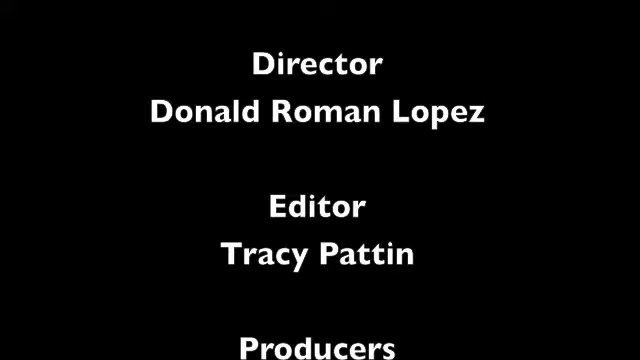 Director
Donald Roman Lopez
Editor
Tracy Pattin
Producers